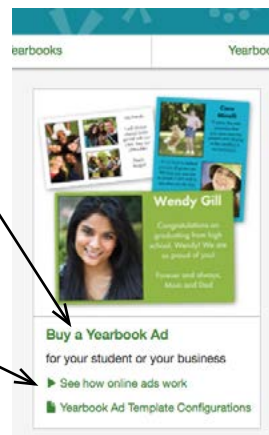 earbooks
Yearboo
Wendy Gill
Congratulations on
graduating from high
school, Wendy! We are
so proud of you!
Forever and always,
Mom and Dad
Buy a Yearbook Ad
for your student or your business
See how online ads work
Yearbook Ad Template Configurations